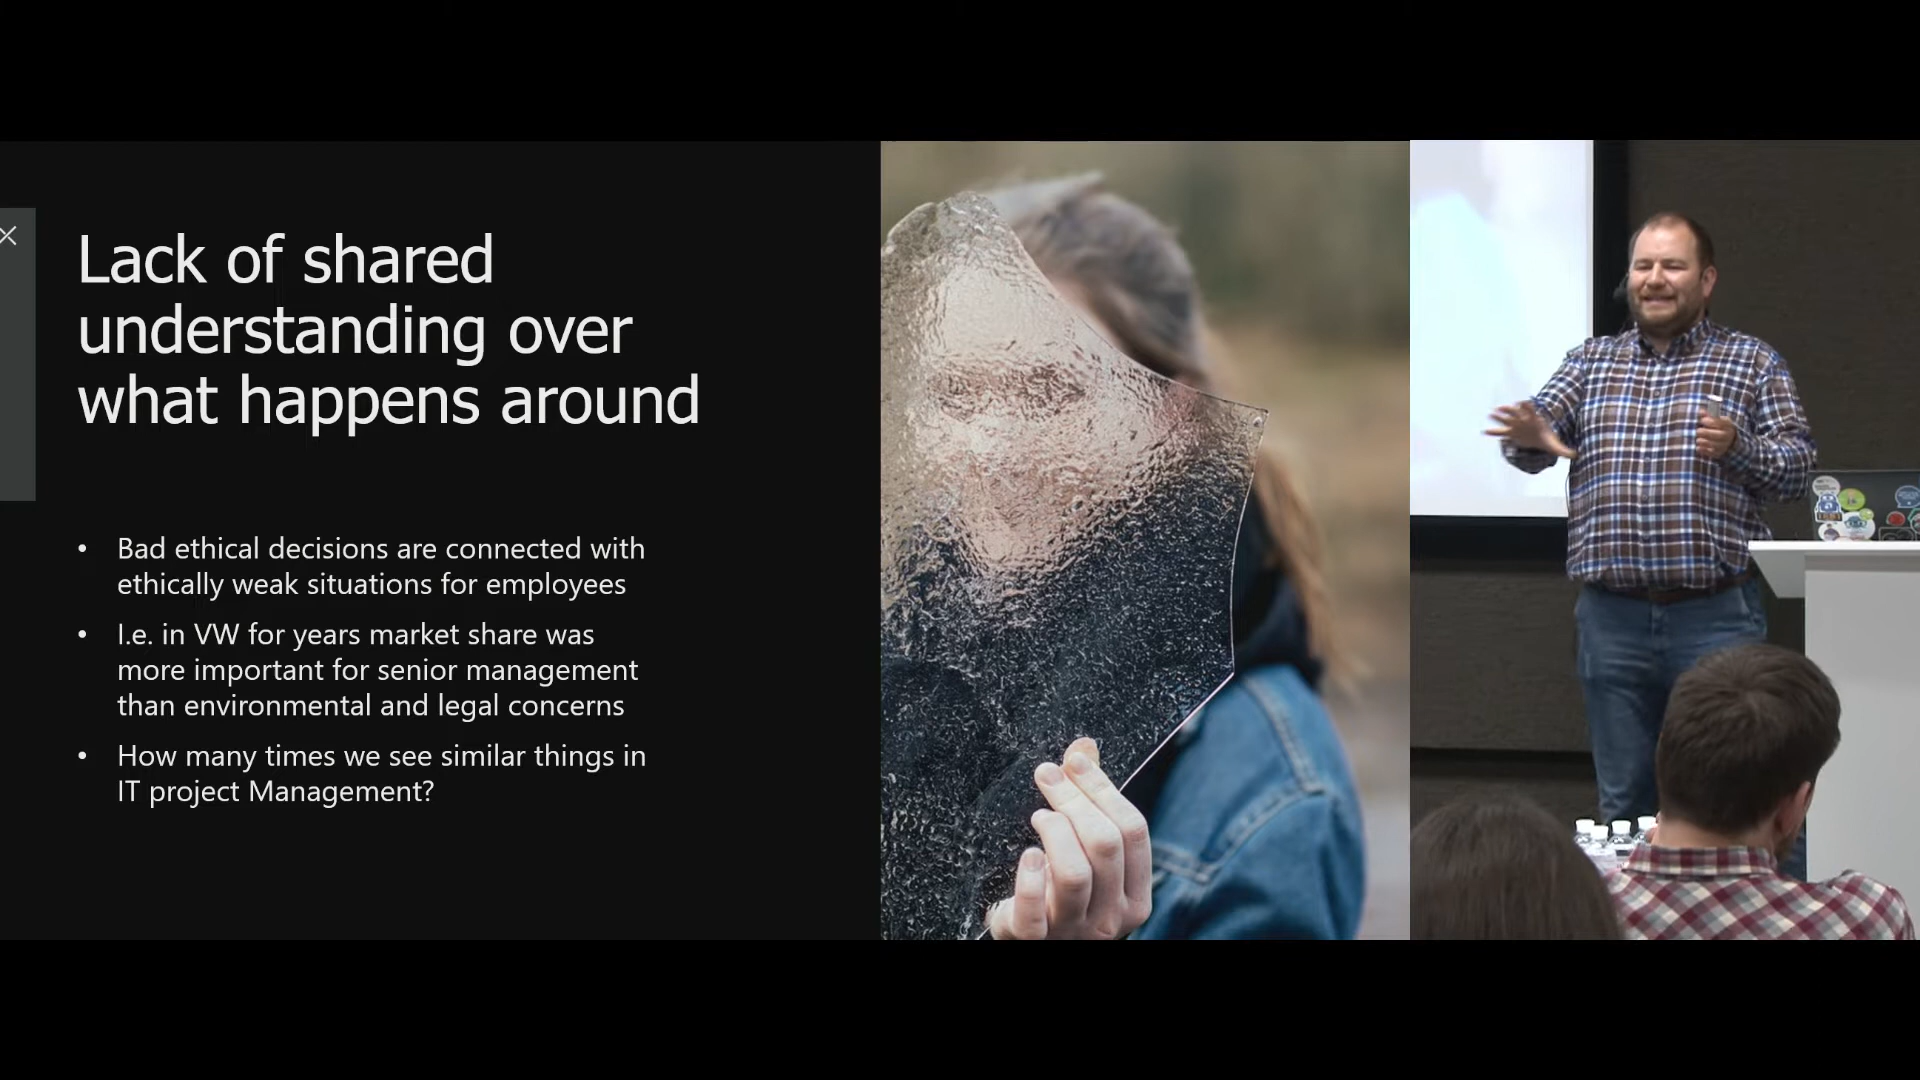 Lack of shared
understanding over
what happens around
• Bad ethical decisions are connected with
ethically weak situations for employees
• I.e. in VW for years market share was
more important for senior management
than environmental and legal concerns
• How many times we see similar things in
IT project Management?